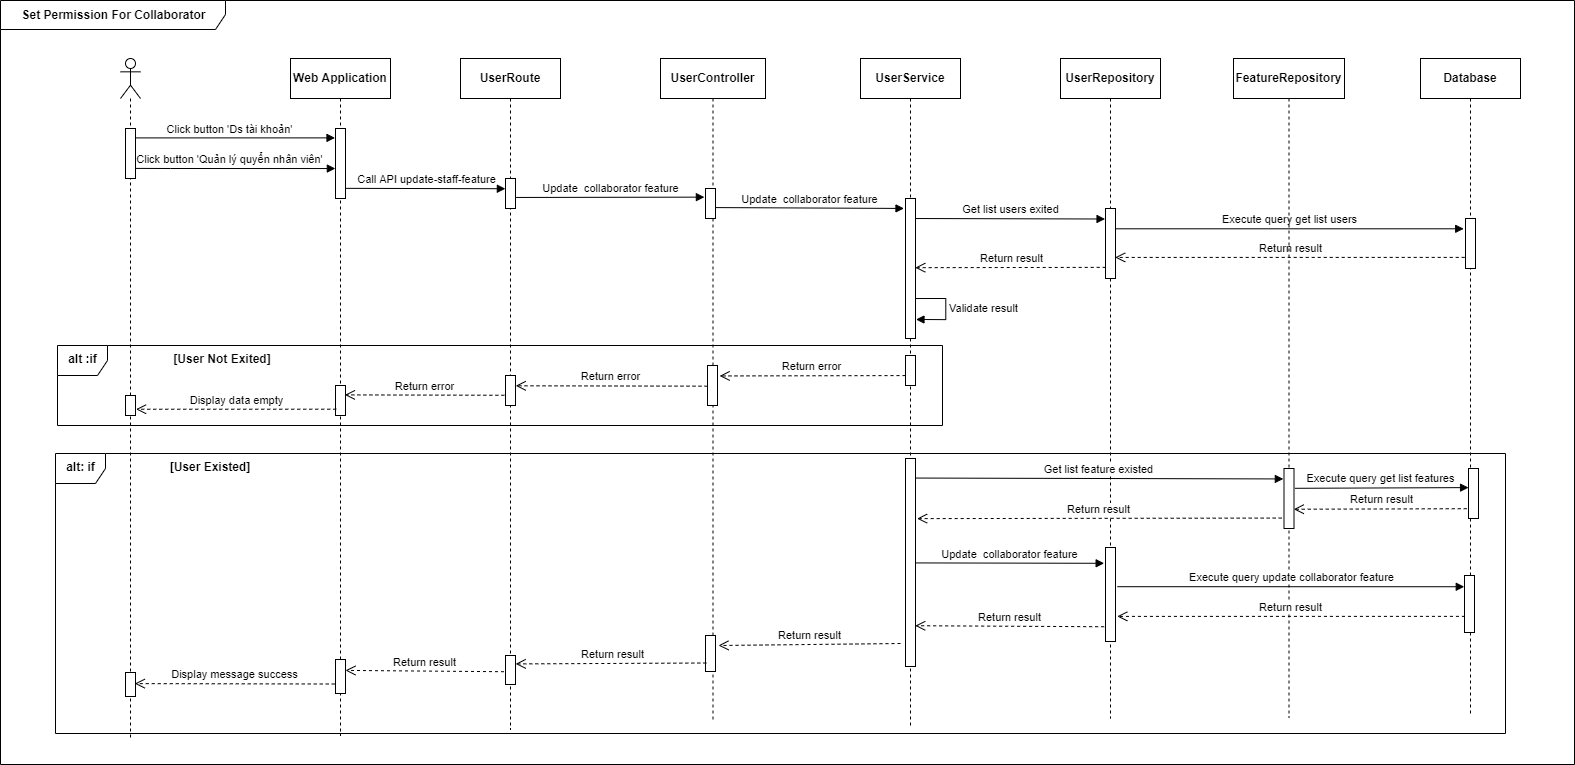 Set Permission For Collaborator
Web Application
UserRoute
UserController
UserService
UserRepository
FeatureRepository
Database
Click button 'Ds tài khoản'
Click button 'Quản lý quyển nhân viên'
Call API update-staff-feature
Update  collaborator feature
Update  collaborator feature
Get list users exited
Execute query get list users
Return result
Return result
Validate result
alt :if
[User Not Exited]
Return error
Return error
Return error
Display data empty
alt: if
[User Existed]
Get list feature existed
Execute query get list features
Return result
Return result
Update  collaborator feature
Execute query update collaborator feature
Return result
Return result
Return result
Return result
Return result
Display message success